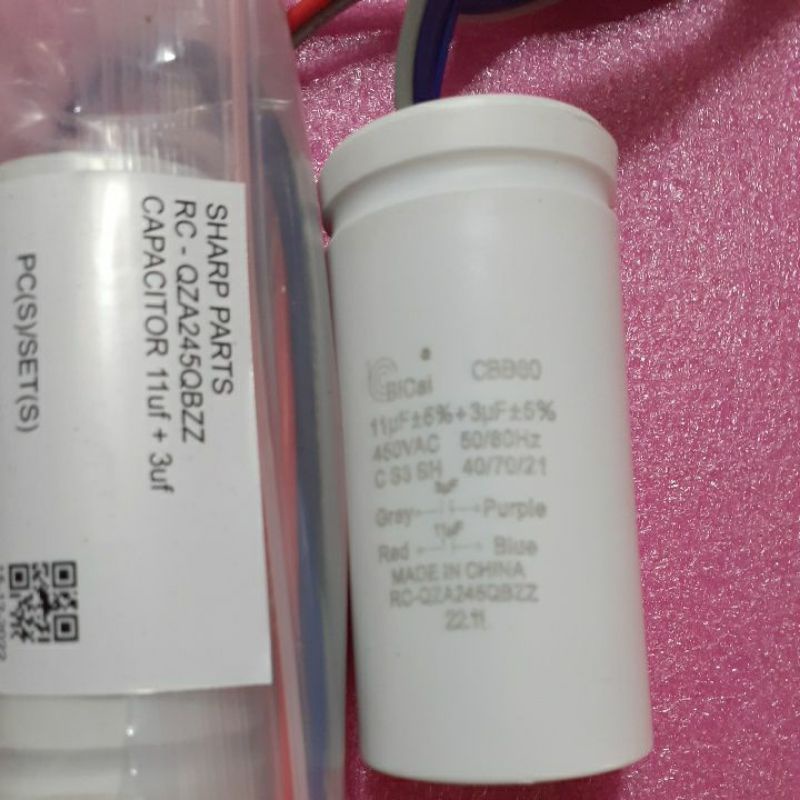 SHARP PARTS
RC - QZA245QBZZ
CAPACITOR 11uf + 3uf
PC(S)/SET(S)
BiCai CBB60
11μF±5%+3μF±5%
450VAC 50/60Hz
C S3 SH 40/70/21
3μF
Grey Purple
11μF
Red Blue
MADE IN CHINA
RC-QZA245QBZZ
22.11